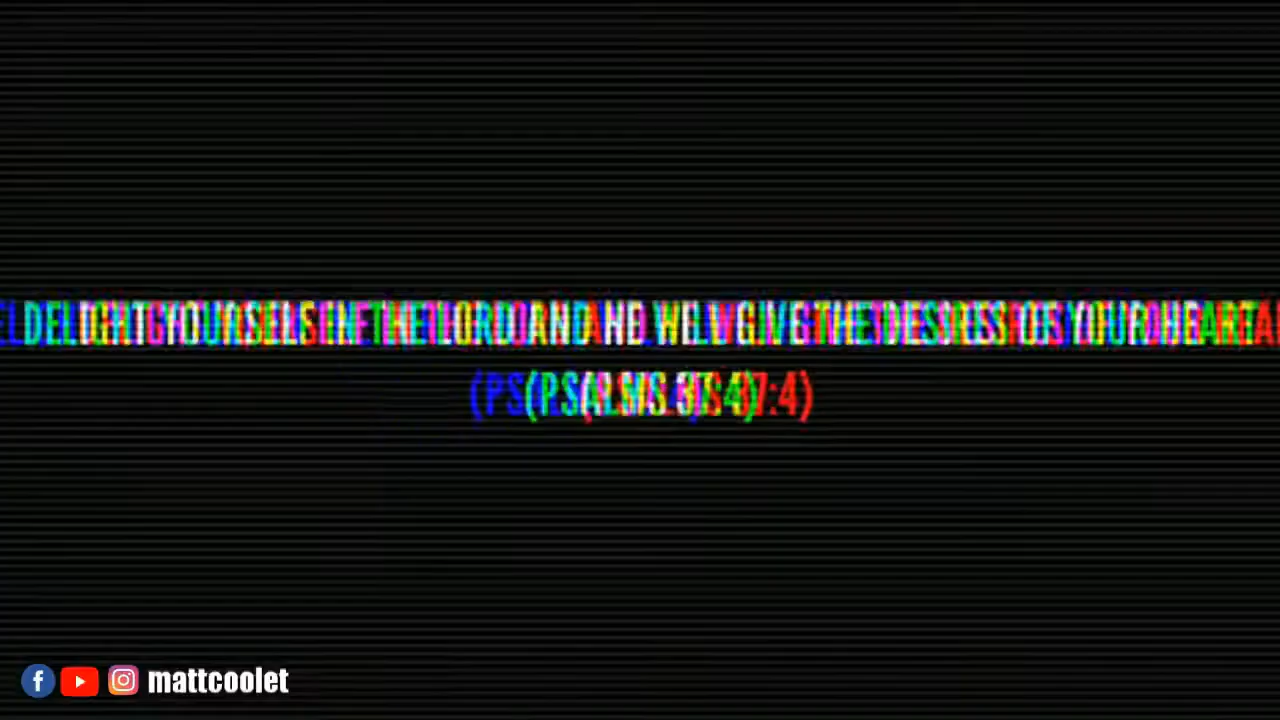 DELIGHT YOURSELF IN THE LORD AND HE WILL GIVE THE DESIRES OF YOUR HEART
(PSALMS 37:4)
mattcoolet